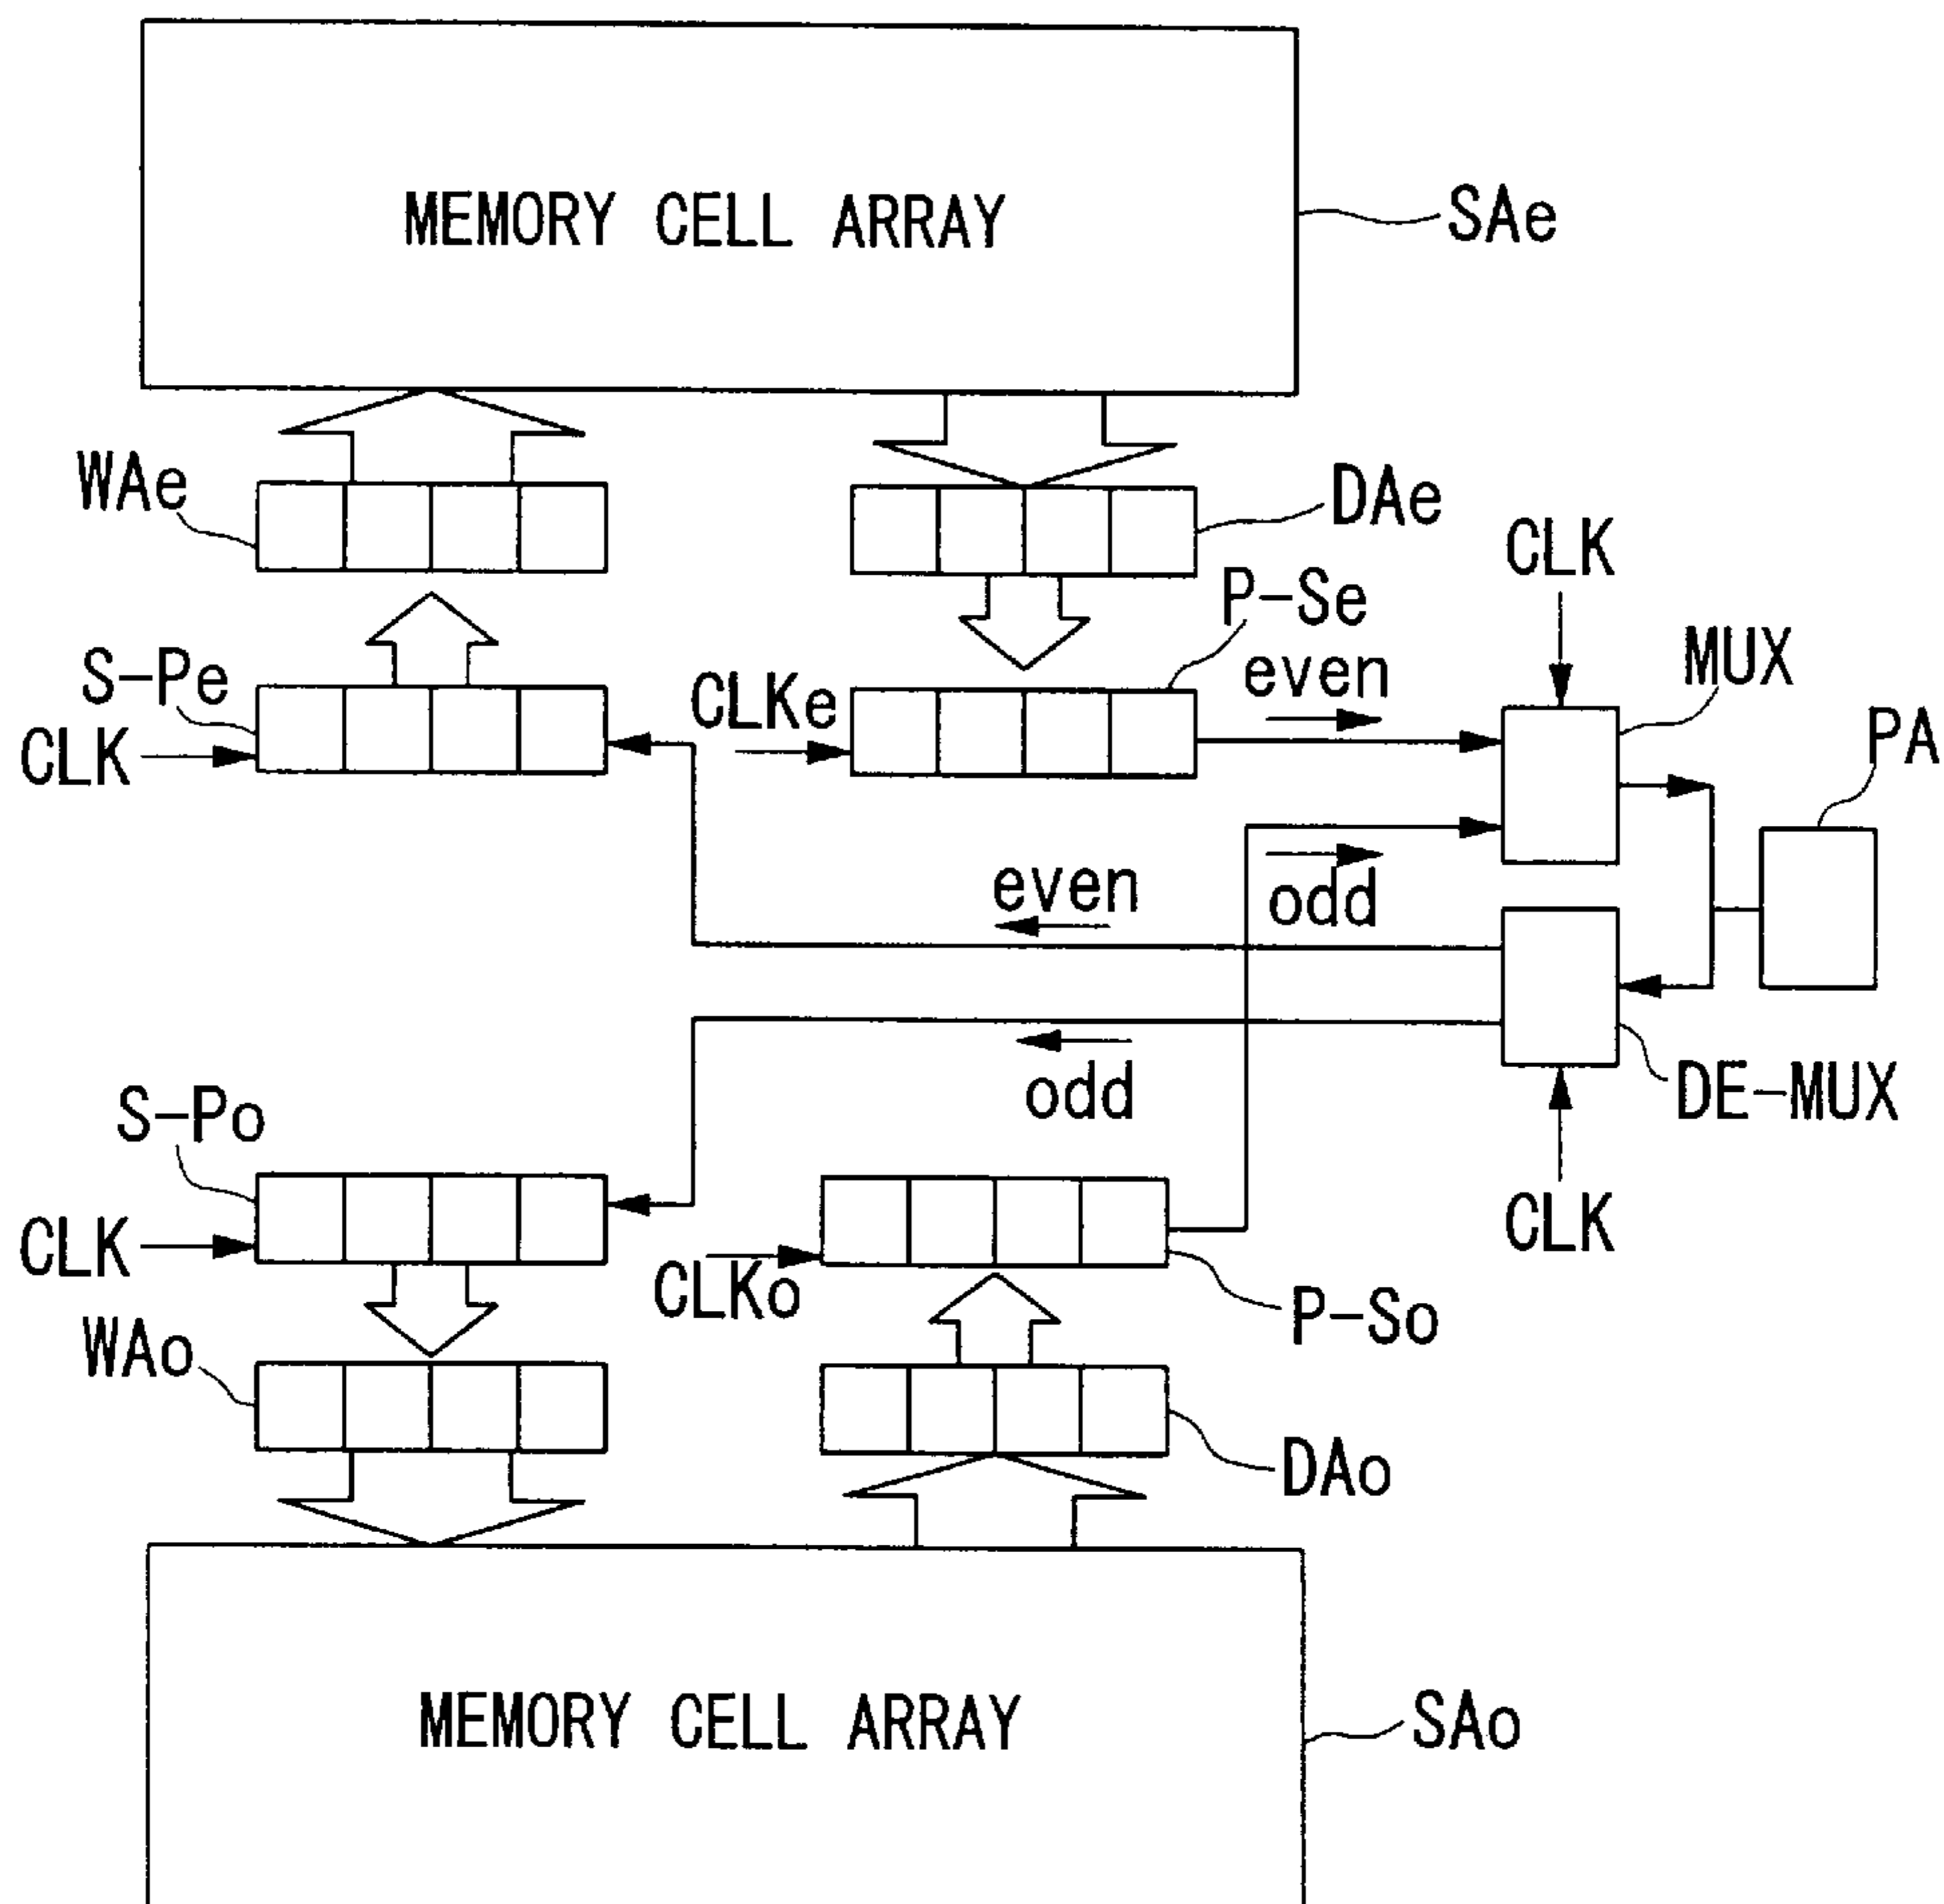 MEMORY CELL ARRAY
SAe
WAe
DAe
CLK
P-Se
S-Pe
even
MUX
CLKe
PA
CLK
even
odd
odd
DE-MUX
S-Po
CLK
CLK
CLKo
P-So
WAo
DAo
MEMORY CELL ARRAY
SAo